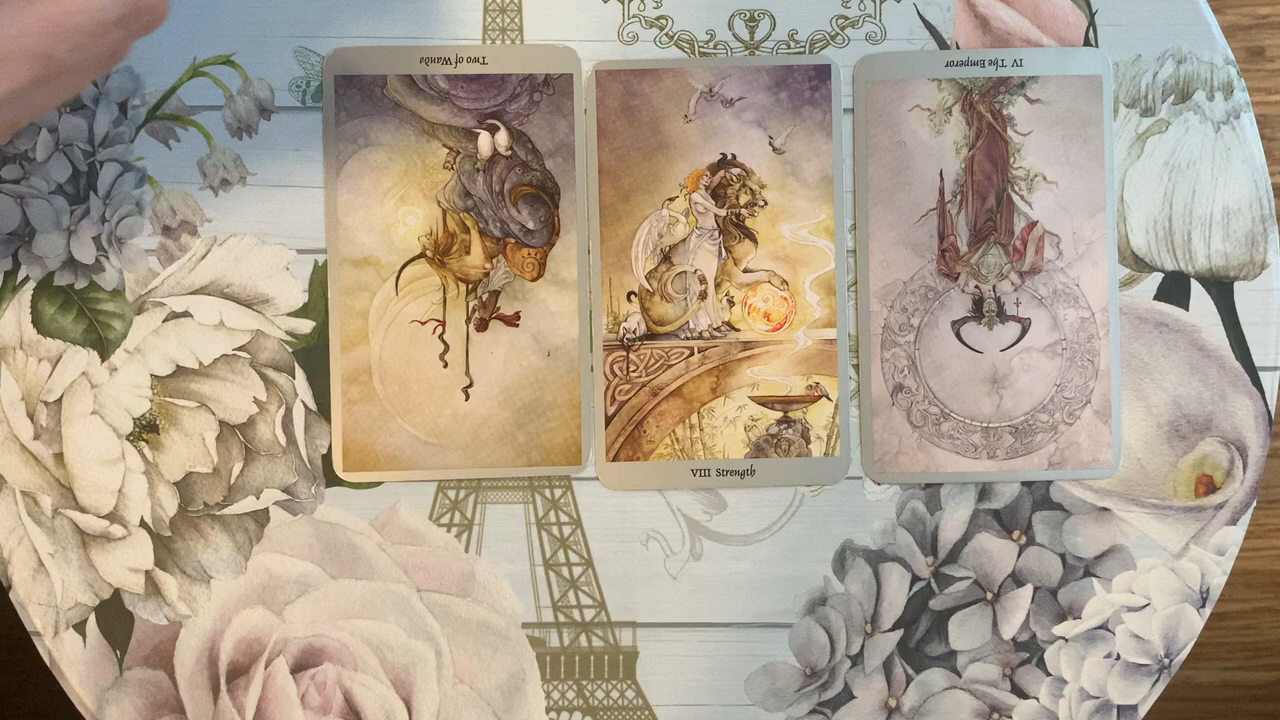 Two of Wands
VIII Strength
IV The Emperor